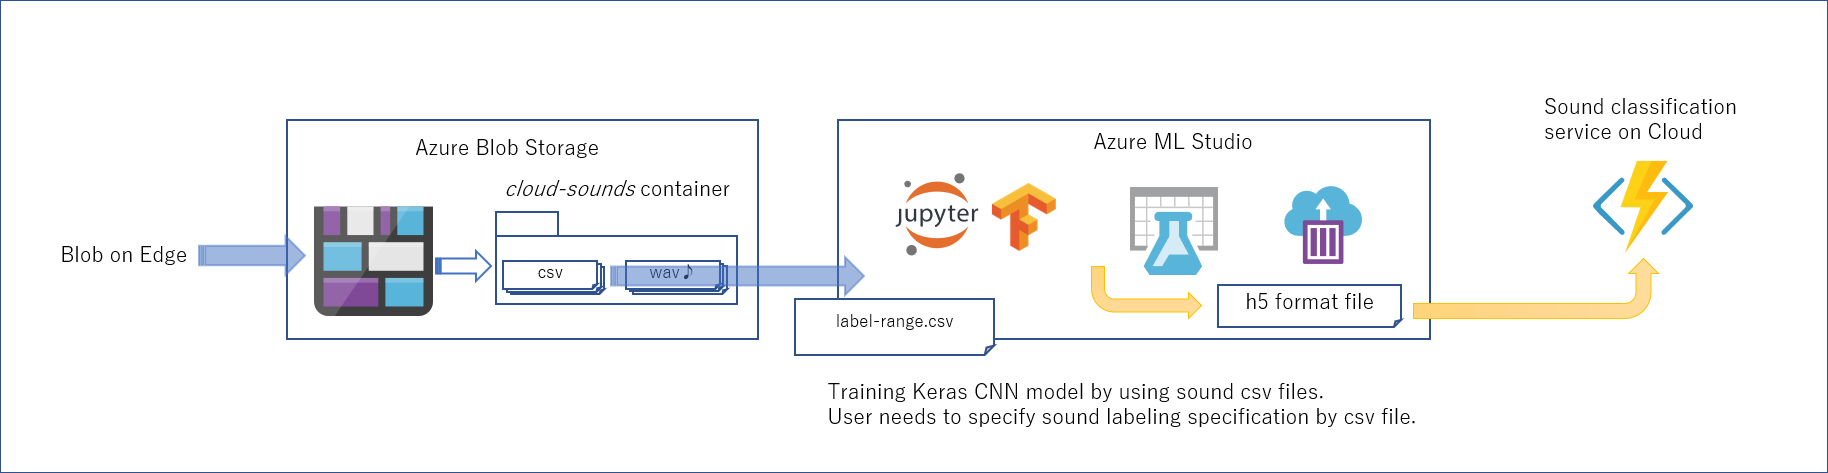 Blob on Edge
Azure Blob Storage
cloud-sounds container
csv
wav♪
Azure ML Studio
jupyter
label-range.csv
h5 format file
Sound classification
service on Cloud
Training Keras CNN model by using sound csv files.
User needs to specify sound labeling specification by csv file.